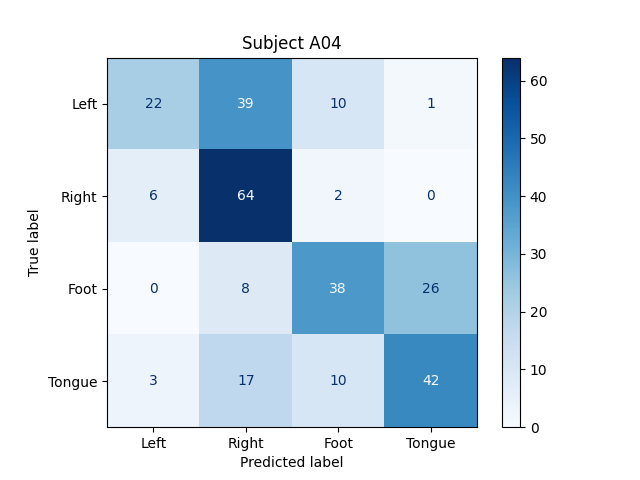 Subject A04
Left 22 39 10 1
Right 6 64 2 0
Foot 0 8 38 26
Tongue 3 17 10 42
Left Right Foot Tongue
Predicted label
True label
60
50
40
30
20
10
0